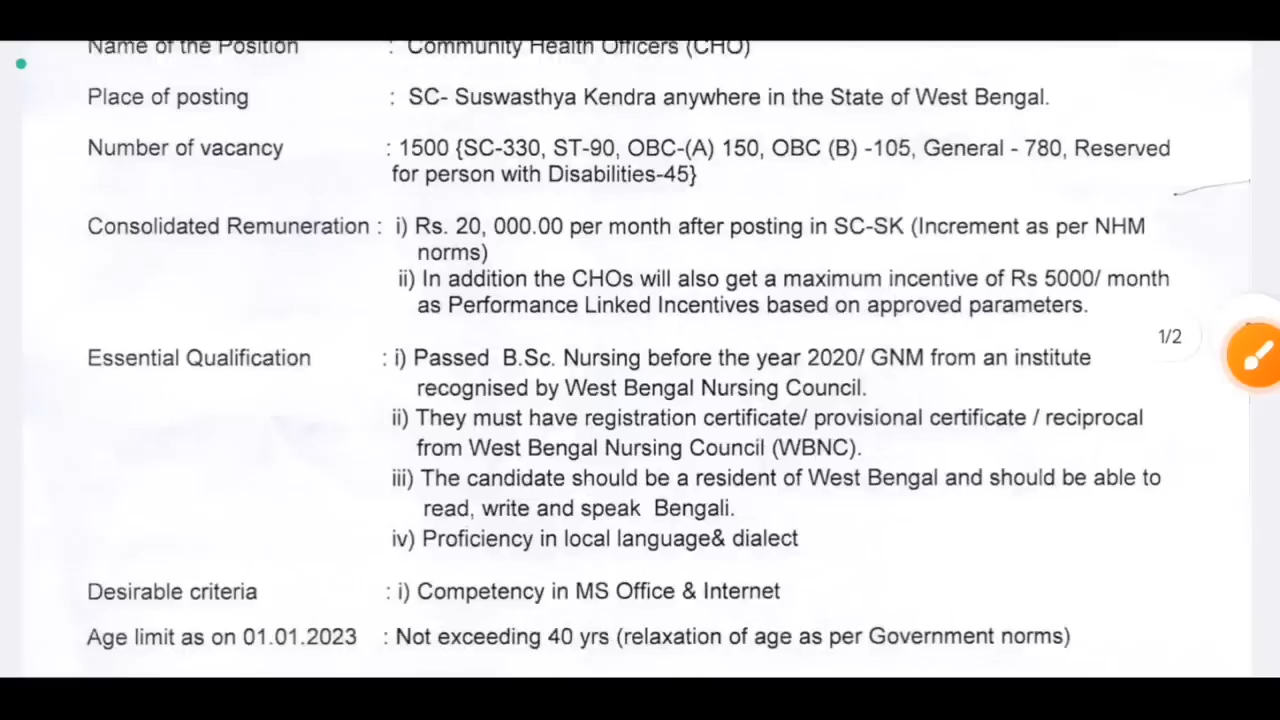 Name of the Position : Community Health Officers (CHO)
Place of posting : SC- Suswasthya Kendra anywhere in the State of West Bengal.
Number of vacancy : 1500 {SC-330, ST-90, OBC-(A) 150, OBC (B) -105, General - 780, Reserved
for person with Disabilities-45}
Consolidated Remuneration : i) Rs. 20, 000.00 per month after posting in SC-SK (Increment as per NHM
norms)
ii) In addition the CHOs will also get a maximum incentive of Rs 5000/ month
as Performance Linked Incentives based on approved parameters.
1/2
Essential Qualification : i) Passed B.Sc. Nursing before the year 2020/ GNM from an institute
recognised by West Bengal Nursing Council.
ii) They must have registration certificate/ provisional certificate / reciprocal
from West Bengal Nursing Council (WBNC).
iii) The candidate should be a resident of West Bengal and should be able to
read, write and speak Bengali.
iv) Proficiency in local language& dialect
Desirable criteria : i) Competency in MS Office & Internet
Age limit as on 01.01.2023 : Not exceeding 40 yrs (relaxation of age as per Government norms)